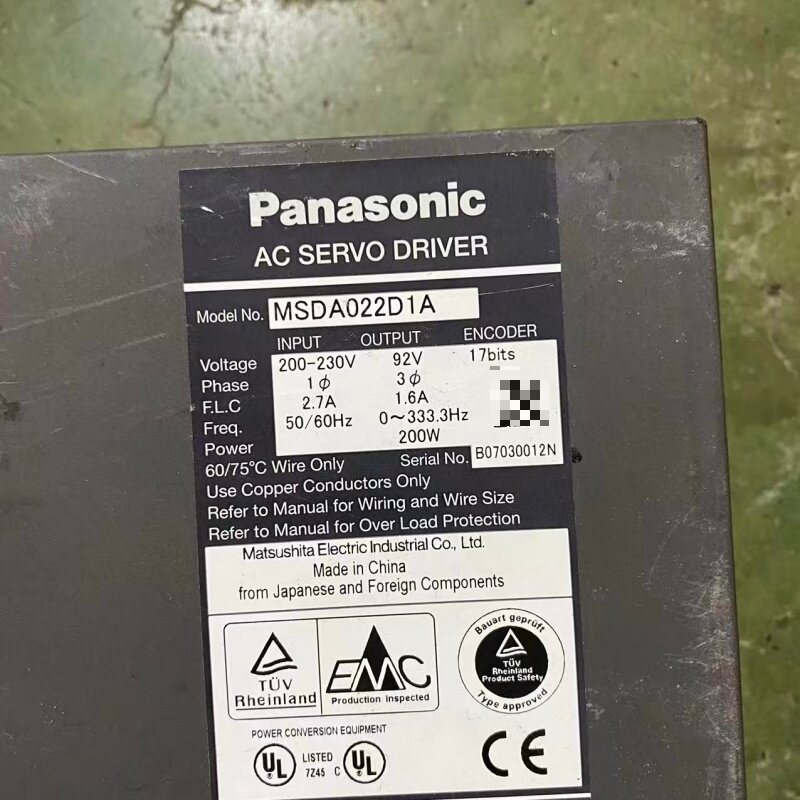 Panasonic
AC SERVO DRIVER
Model No. MSDA022D1A
INPUT OUTPUT ENCODER
Voltage 200-230V 92V 17bits
Phase 1ϕ 3ϕ
F.L.C 2.7A 1.6A
Freq. 50/60Hz 0～333.3Hz
Power 200W
60/75°C Wire Only Serial No. B07030012N
Use Copper Conductors Only
Refer to Manual for Wiring and Wire Size
Refer to Manual for Over Load Protection
Matsushita Electric Industrial Co., Ltd.
Made in China
from Japanese and Foreign Components
TÜV
Rheinland
EMC
Production Inspected
Bauart geprüft
TÜV
Rheinland
Product Safety
Type approved
POWER CONVERSION EQUIPMENT
UL LISTED C UL
7Z45
CE